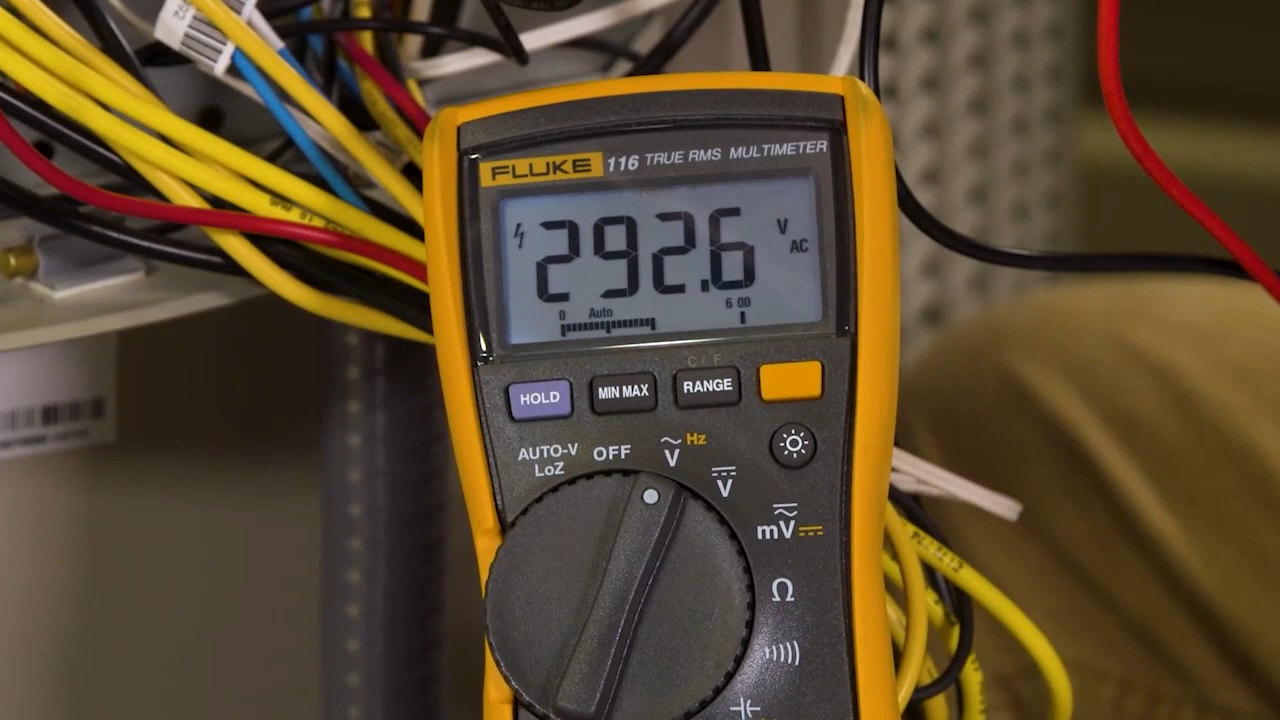 FLUKE 116 TRUE RMS MULTIMETER
292.6 V AC
0 Auto 600
C / F
HOLD MIN MAX RANGE
AUTO-V LoZ OFF V Hz
V
mV
Ω